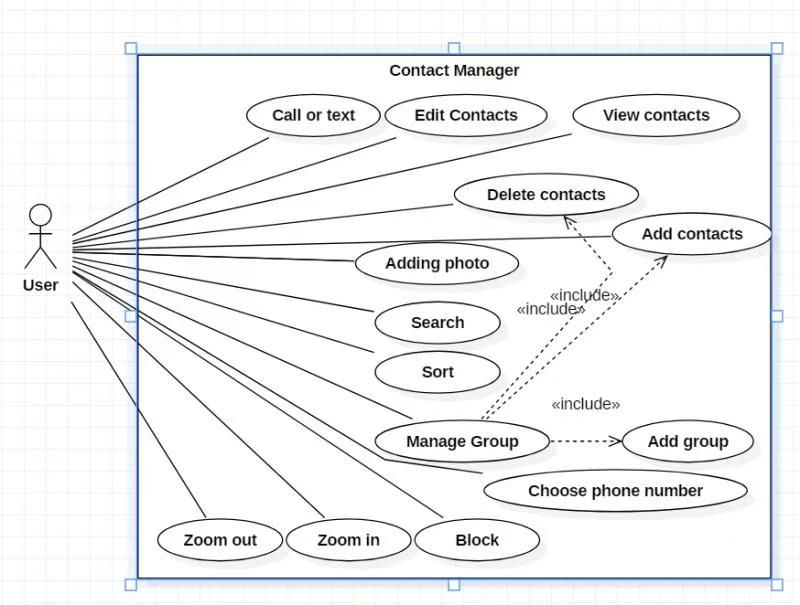 Contact Manager
Call or text
Edit Contacts
View contacts
Delete contacts
Add contacts
Adding photo
User
«include»
«include»
Search
Sort
«include»
Manage Group
Add group
Choose phone number
Zoom out
Zoom in
Block